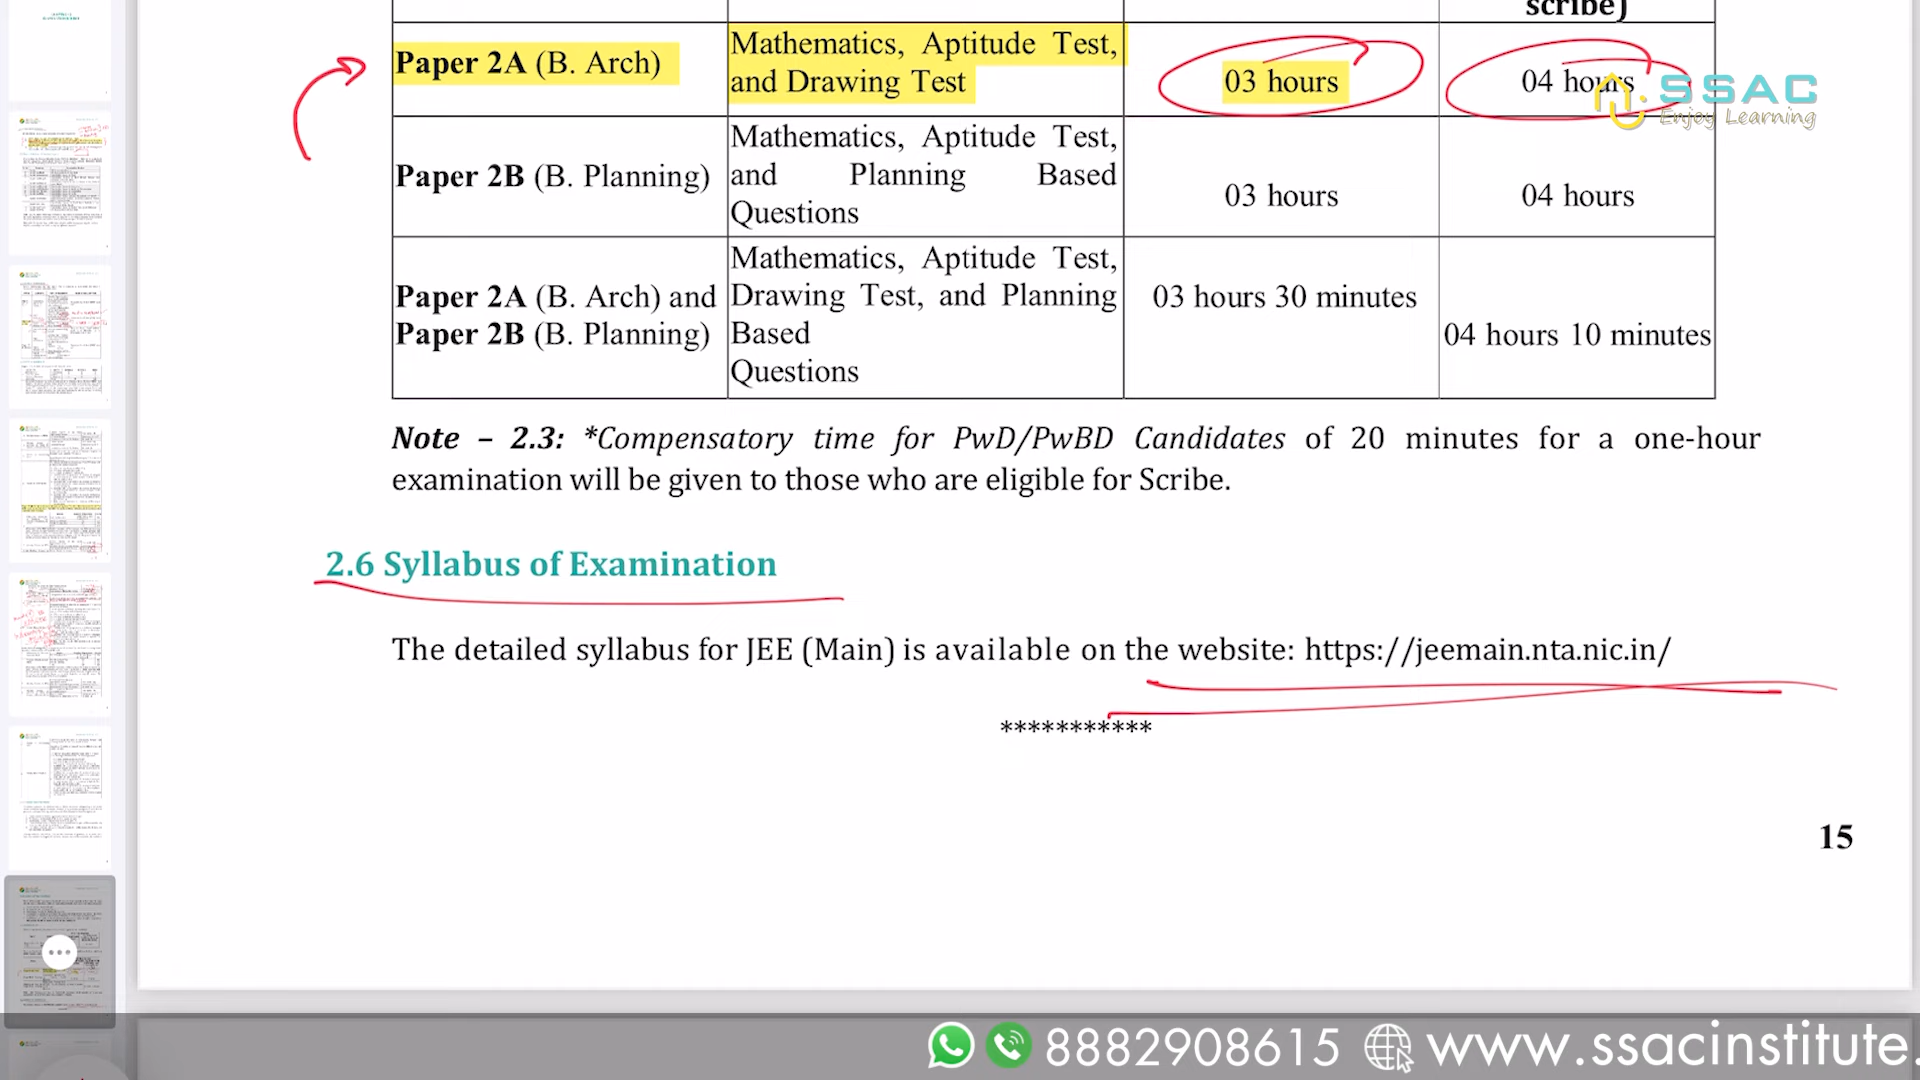 scribe)
Paper 2A (B. Arch)
Mathematics, Aptitude Test,
and Drawing Test
03 hours
04 hours
SSAC
Enjoy Learning
Paper 2B (B. Planning)
Mathematics, Aptitude Test,
and Planning Based
Questions
03 hours
04 hours
Paper 2A (B. Arch) and
Paper 2B (B. Planning)
Mathematics, Aptitude Test,
Drawing Test, and Planning
Based
Questions
03 hours 30 minutes
04 hours 10 minutes
Note – 2.3: *Compensatory time for PwD/PwBD Candidates of 20 minutes for a one-hour
examination will be given to those who are eligible for Scribe.
2.6 Syllabus of Examination
The detailed syllabus for JEE (Main) is available on the website: https://jeemain.nta.nic.in/
***********
15
8882908615 www.ssacinstitute.